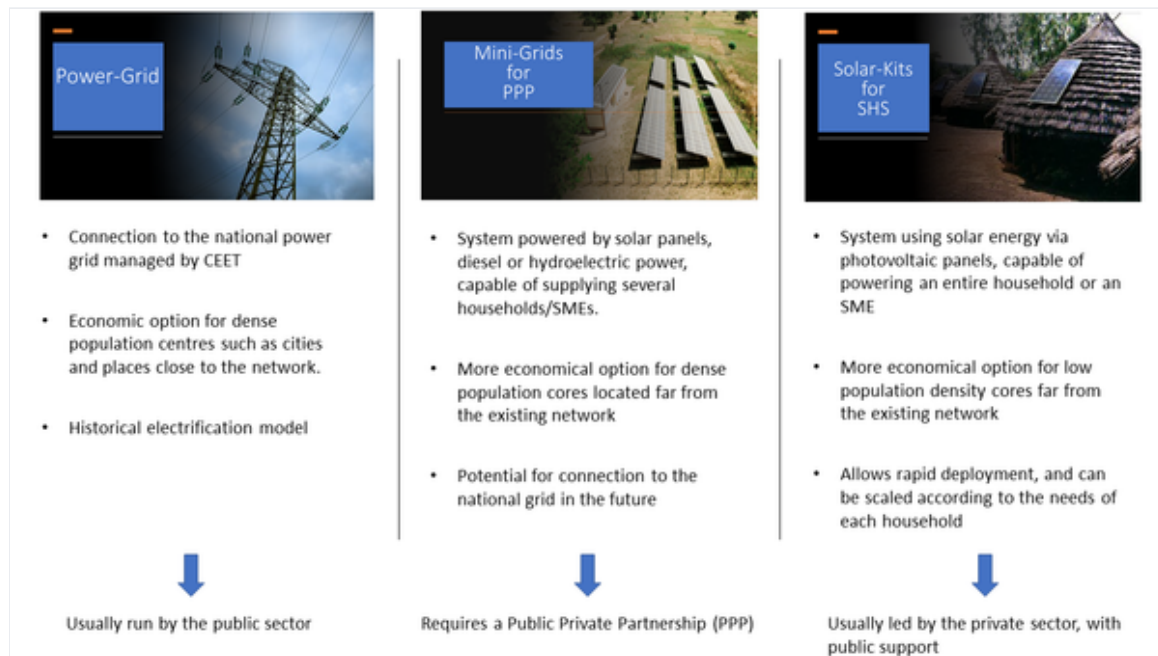 Power-Grid
Mini-Grids
for
PPP
Solar-Kits
for
SHS
• Connection to the national power
grid managed by CEET
• Economic option for dense
population centres such as cities
and places close to the network.
• Historical electrification model
Usually run by the public sector
• System powered by solar panels,
diesel or hydroelectric power,
capable of supplying several
households/SMEs.
• More economical option for dense
population cores located far from
the existing network
• Potential for connection to the
national grid in the future
Requires a Public Private Partnership (PPP)
• System using solar energy via
photovoltaic panels, capable of
powering an entire household or an
SME
• More economical option for low
population density cores far from
the existing network
• Allows rapid deployment, and can
be scaled according to the needs of
each household
Usually led by the private sector, with
public support